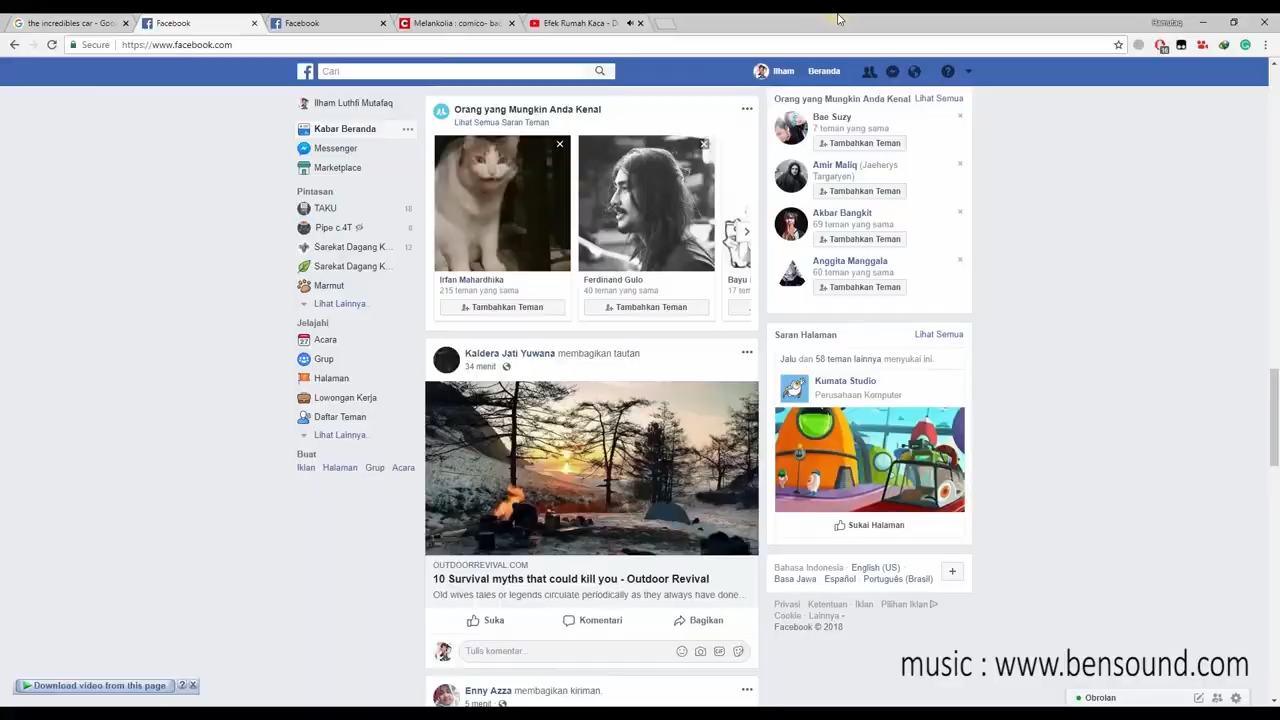 the incredibles car - Goo
Facebook
Facebook
Melankolia : comico- ba
Efek Rumah Kaca - D
Hamutaq
Secure
https://www.facebook.com
Cari
Ilham
Beranda
Ilham Luthfi Mutafaq
Kabar Beranda
Messenger
Marketplace
Pintasan
TAKU 18
Pipe c.4T 8
Sarekat Dagang K... 12
Sarekat Dagang K...
Marmut
Lihat Lainnya..
Jelajahi
Acara
Grup
Halaman
Lowongan Kerja
Daftar Teman
Lihat Lainnya..
Buat
Iklan Halaman Grup Acara
Orang yang Mungkin Anda Kenal
Lihat Semua Saran Teman
Irfan Mahardhika
215 teman yang sama
Tambahkan Teman
Ferdinand Gulo
40 teman yang sama
Tambahkan Teman
Bayu
17 tem
Kaldera Jati Yuwana membagikan tautan
34 menit
OUTDOORREVIVAL.COM
10 Survival myths that could kill you - Outdoor Revival
Old wives tales or legends circulate periodically as they always have done...
Suka Komentari Bagikan
Tulis komentar...
Enny Azza membagikan kiriman.
5 menit
Orang yang Mungkin Anda Kenal Lihat Semua
Bae Suzy
7 teman yang sama
Tambahkan Teman
Amir Maliq (Jaeherys
Targaryen)
Tambahkan Teman
Akbar Bangkit
69 teman yang sama
Tambahkan Teman
Anggita Manggala
60 teman yang sama
Tambahkan Teman
Saran Halaman Lihat Semua
Jalu dan 58 teman lainnya menyukai ini.
Kumata Studio
Perusahaan Komputer
Sukai Halaman
Bahasa Indonesia · English (US) ·
Basa Jawa · Español · Português (Brasil)
Privasi · Ketentuan · Iklan · Pilihan Iklan
Cookie · Lainnya
Facebook © 2018
music : www.bensound.com
Download video from this page ? X
Obrolan